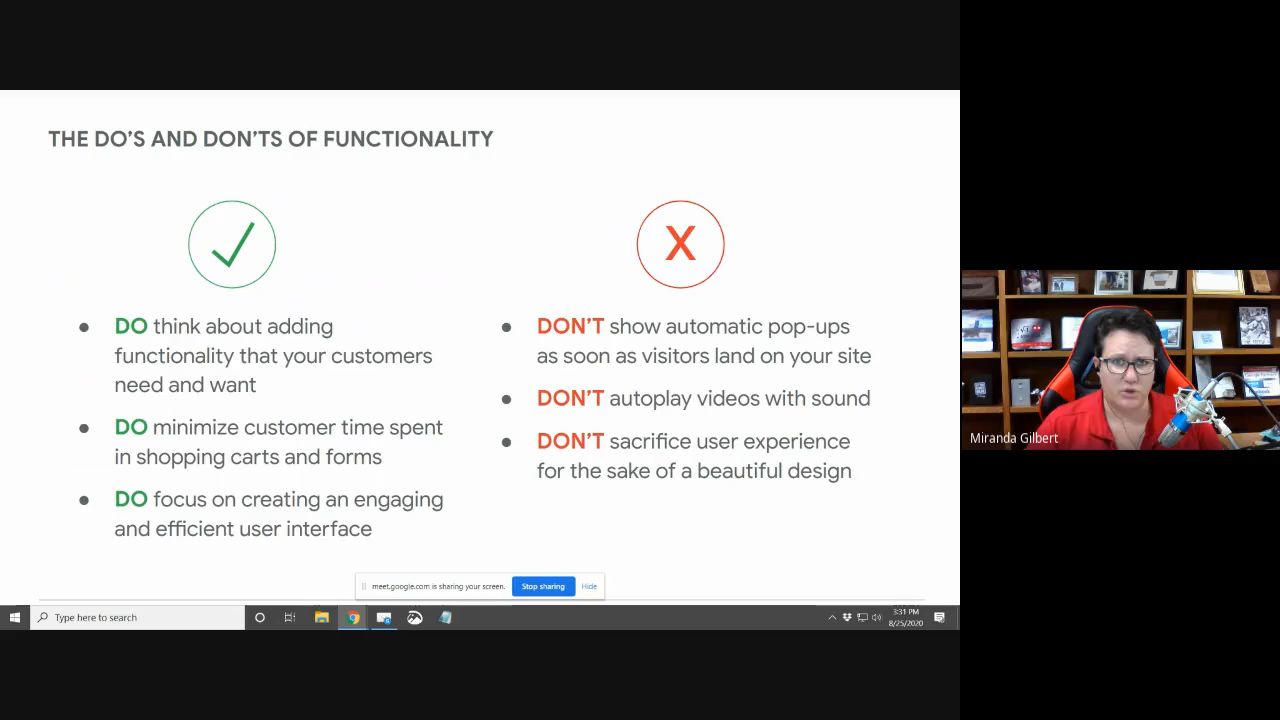 THE DO'S AND DON'TS OF FUNCTIONALITY
X
DO think about adding
functionality that your customers
need and want
DO minimize customer time spent
in shopping carts and forms
DO focus on creating an engaging
and efficient user interface
DON'T show automatic pop-ups
as soon as visitors land on your site
DON'T autoplay videos with sound
DON'T sacrifice user experience
for the sake of a beautiful design
Miranda Gilbert
meet.google.com is sharing your screen.
Stop sharing
Hide
Type here to search
3:31 PM
8/25/2020